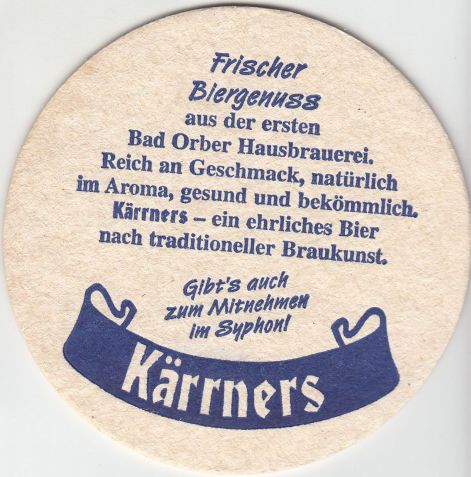 Frischer
Biergenuss
aus der ersten
Bad Orber Hausbrauerei.
Reich an Geschmack, natürlich
im Aroma, gesund und bekömmlich.
Kärrners – ein ehrliches Bier
nach traditioneller Braukunst.
Gibt's auch
zum Mitnehmen
im Syphon!
Kärrners